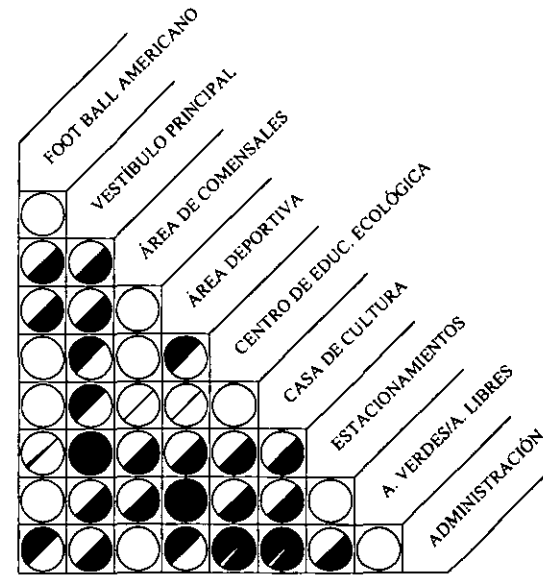 FOOT BALL AMERICANO
VESTÍBULO PRINCIPAL
ÁREA DE COMENSALES
ÁREA DEPORTIVA
CENTRO DE EDUC. ECOLÓGICA
CASA DE CULTURA
ESTACIONAMIENTOS
A. VERDES/A. LIBRES
ADMINISTRACIÓN